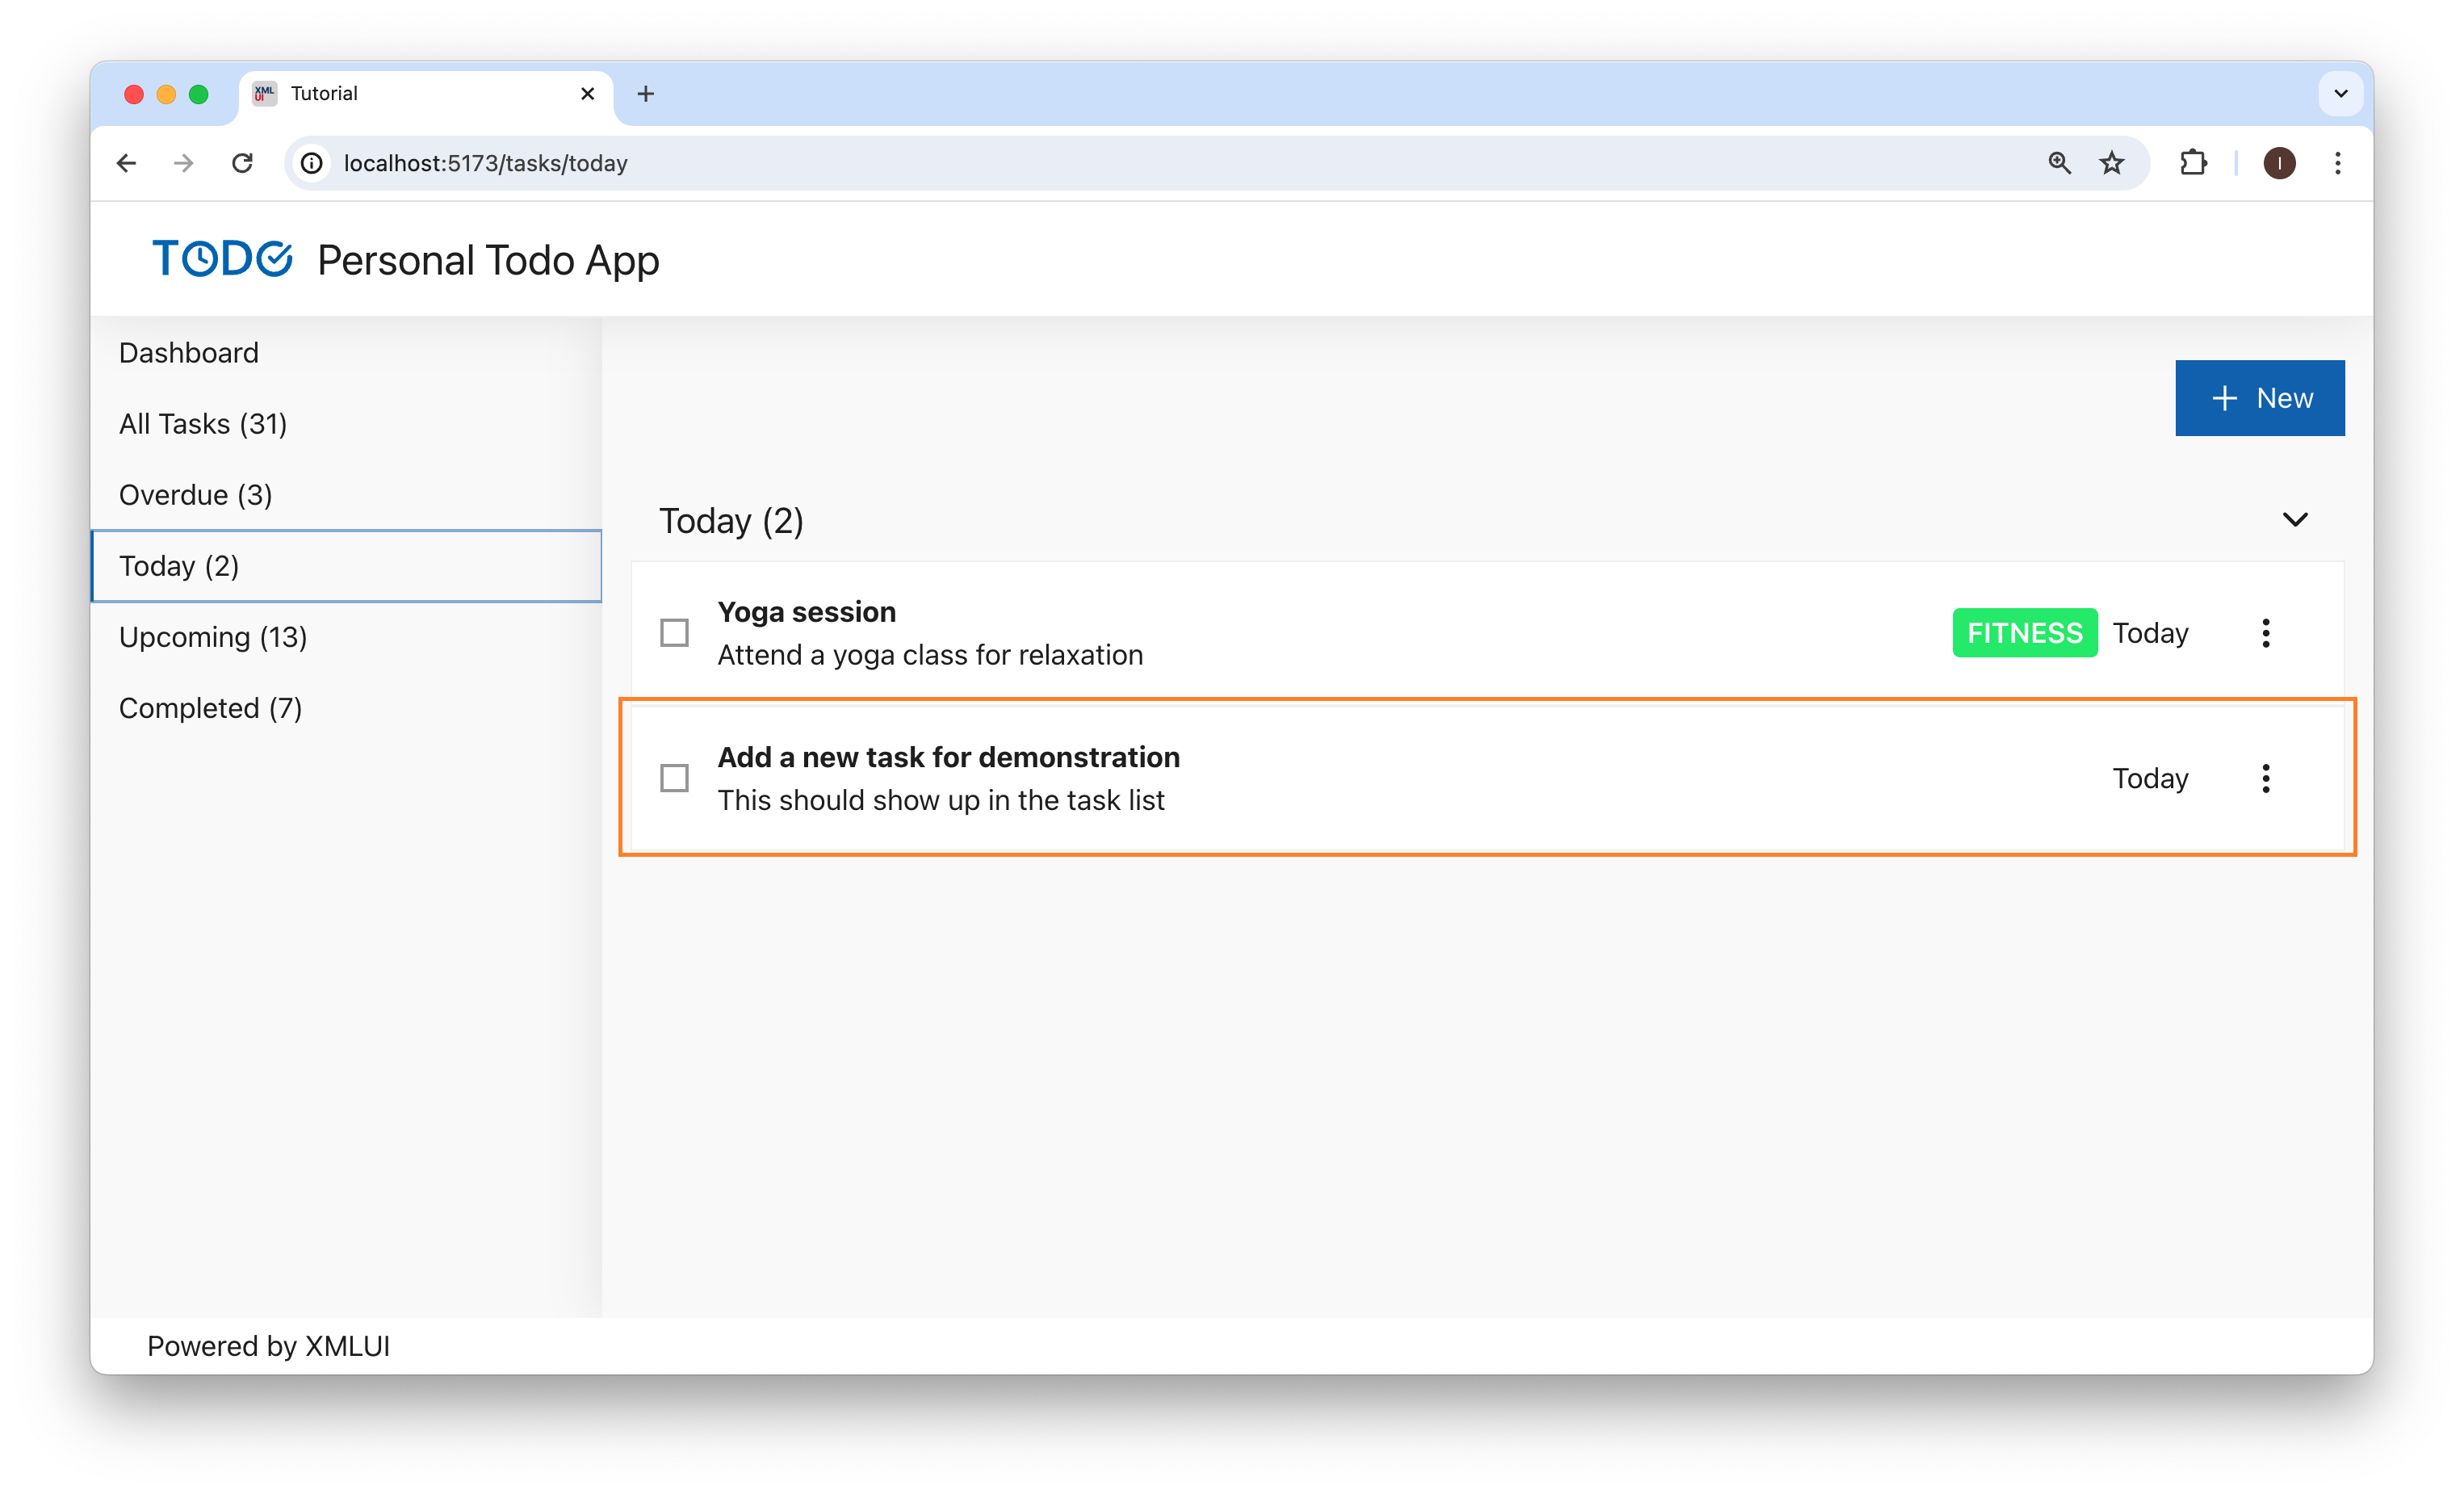 XML
UI
Tutorial
localhost:5173/tasks/today
I
TODO Personal Todo App
Dashboard
All Tasks (31)
Overdue (3)
Today (2)
Upcoming (13)
Completed (7)
New
Today (2)
Yoga session
Attend a yoga class for relaxation
FITNESS
Today
Add a new task for demonstration
This should show up in the task list
Today
Powered by XMLUI